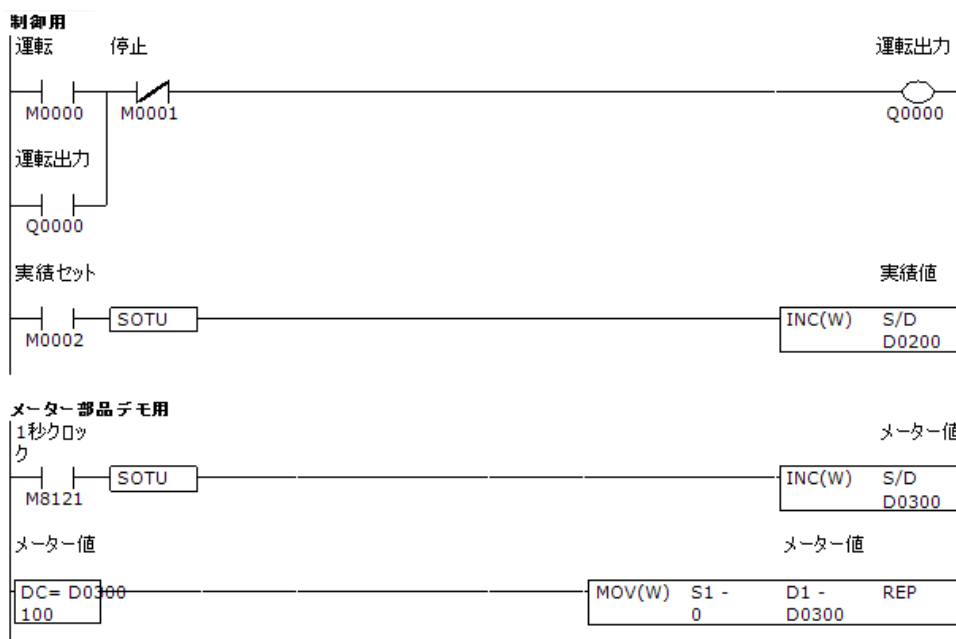 制御用
運転 停止 運転出力
M0000 M0001 Q0000
運転出力
Q0000
実績セット 実績値
SOTU INC(W) S/D
M0002 D0200
メーター部品デモ用
1秒クロッ メーター値
ク
SOTU INC(W) S/D
M8121 D0300
メーター値 メーター値
DC= D0300 MOV(W) S1 - D1 - REP
100 0 D0300